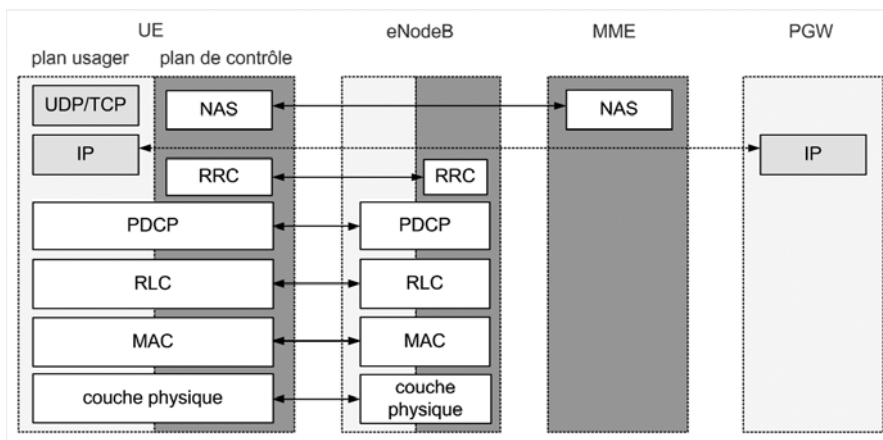 UE eNodeB MME PGW
plan usager plan de contrôle
UDP/TCP NAS NAS
IP IP
RRC RRC
PDCP PDCP
RLC RLC
MAC MAC
couche physique couche
physique